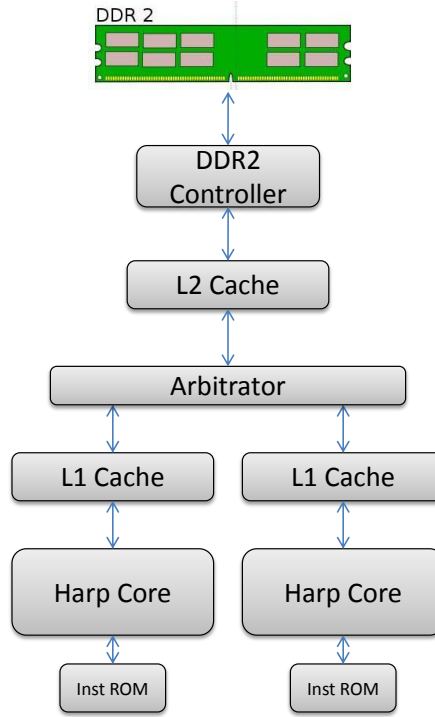 DDR 2
DDR2
Controller
L2 Cache
Arbitrator
L1 Cache
L1 Cache
Harp Core
Harp Core
Inst ROM
Inst ROM